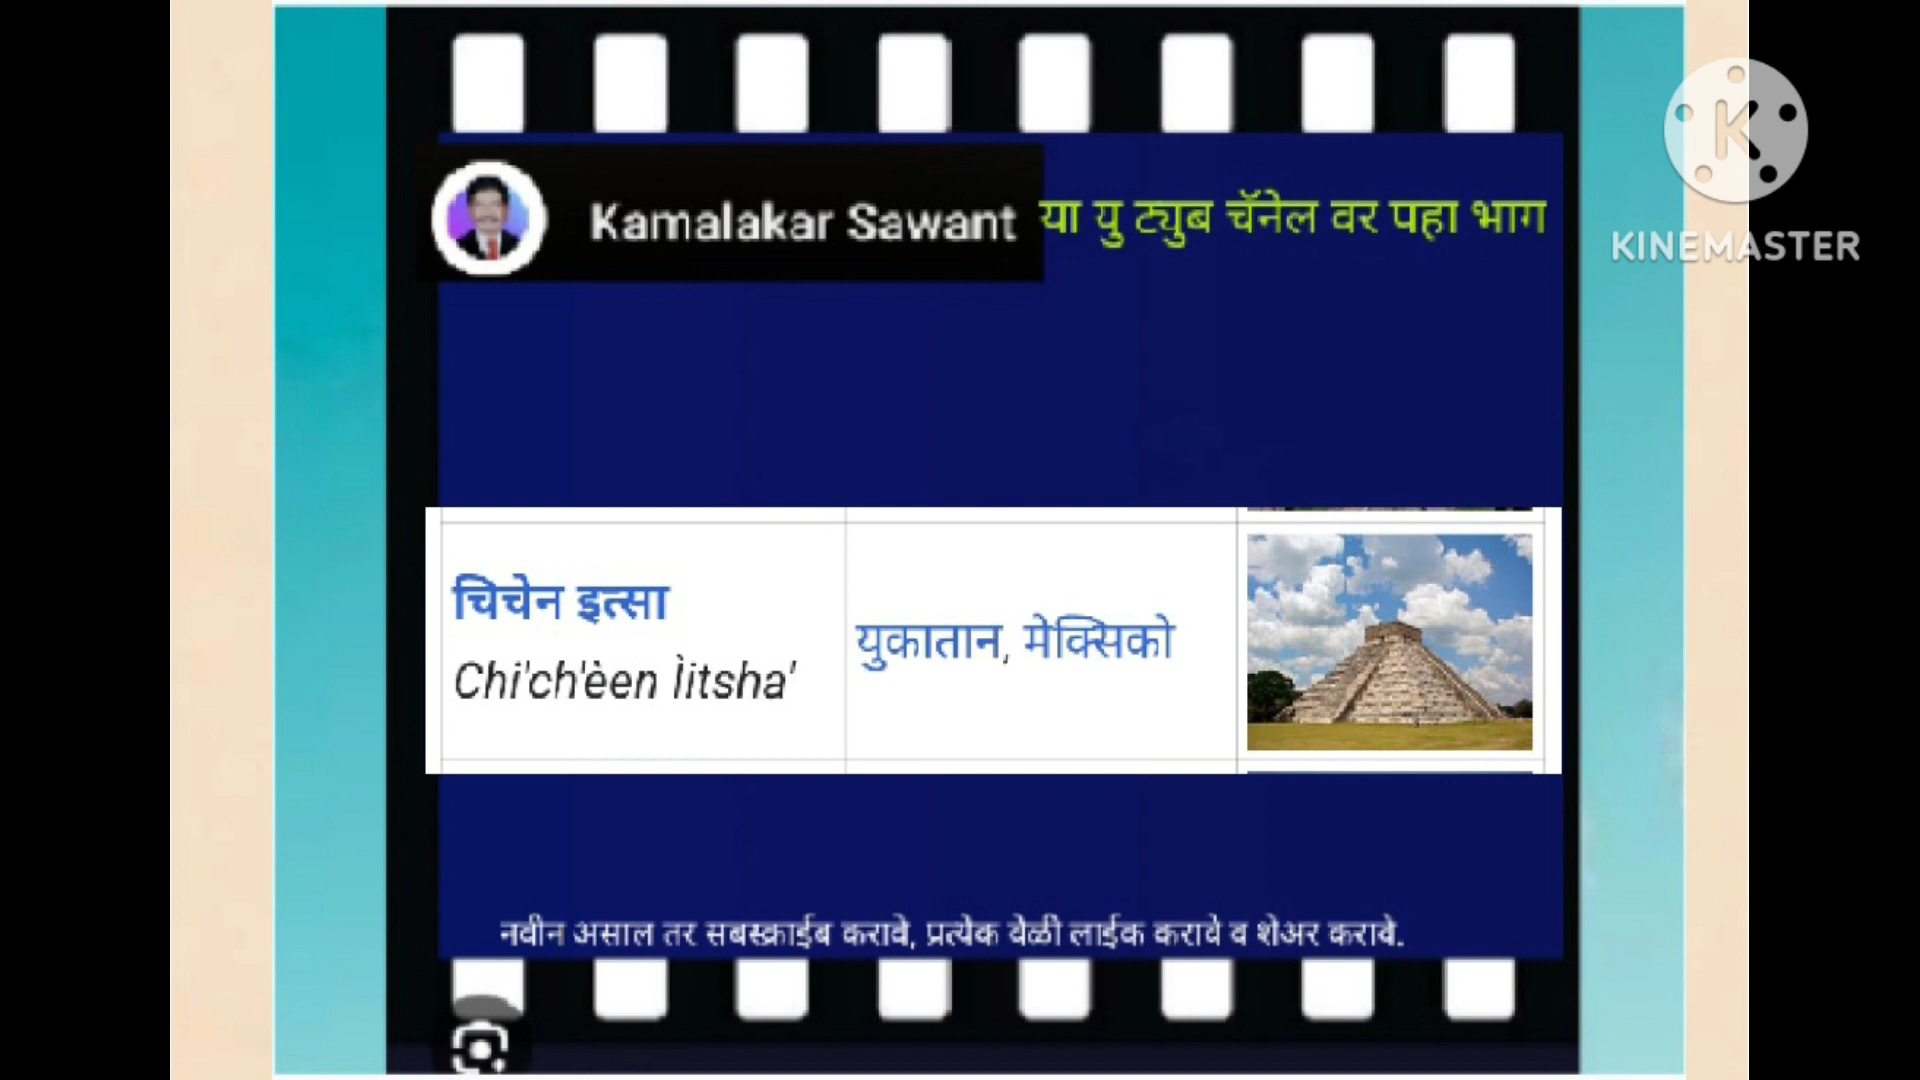 Kamalakar Sawant या यु ट्युब चॅनेल वर पहा भाग
K
KINEMASTER
चिचेन इत्सा
Chi'ch'èen Ìitsha'
युकातान, मेक्सिको
नवीन असाल तर सबस्क्राईब करावे, प्रत्येक वेळी लाईक करावे व शेअर करावे.